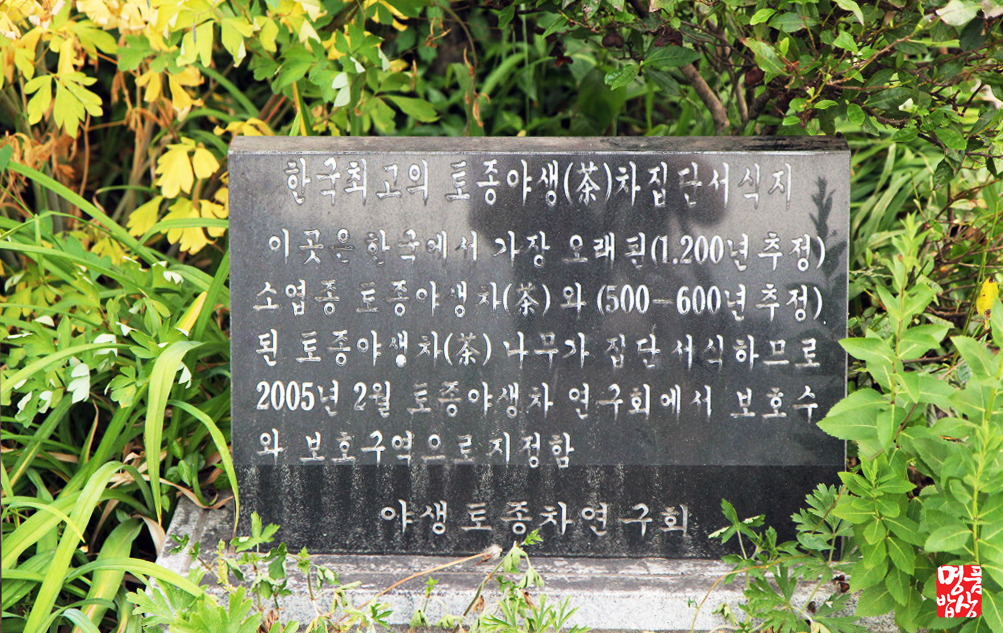 한국최고의 토종야생(茶)차집단서식지
이곳은 한국에서 가장 오래된(1.200년추정)
소엽종 토종야생차(茶)와 (500-600년추정)
된 토종야생차(茶)나무가 집단서식하므로
2005년 2월 토종야생차 연구회에서 보호수
와 보호구역으로지정함
야생토종차연구회